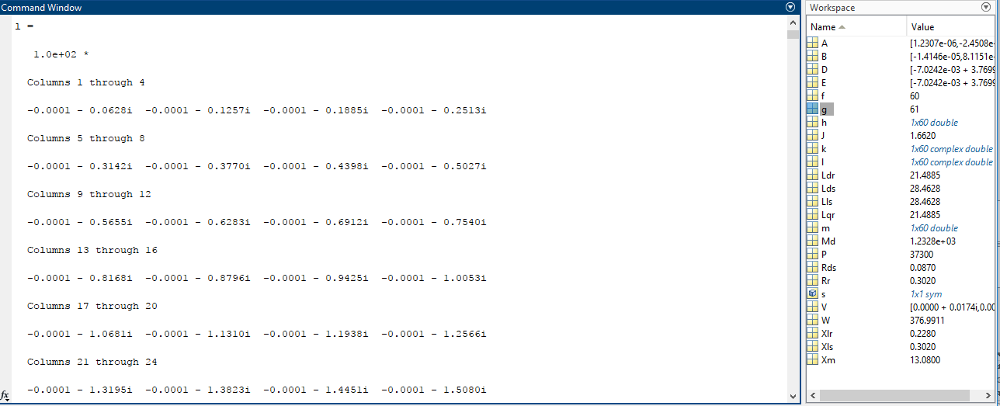 Command Window
l =
1.0e+02 *
Columns 1 through 4
-0.0001 - 0.0628i -0.0001 - 0.1257i -0.0001 - 0.1885i -0.0001 - 0.2513i
Columns 5 through 8
-0.0001 - 0.3142i -0.0001 - 0.3770i -0.0001 - 0.4398i -0.0001 - 0.5027i
Columns 9 through 12
-0.0001 - 0.5655i -0.0001 - 0.6283i -0.0001 - 0.6912i -0.0001 - 0.7540i
Columns 13 through 16
-0.0001 - 0.8168i -0.0001 - 0.8796i -0.0001 - 0.9425i -0.0001 - 1.0053i
Columns 17 through 20
-0.0001 - 1.0681i -0.0001 - 1.1310i -0.0001 - 1.1938i -0.0001 - 1.2566i
Columns 21 through 24
-0.0001 - 1.3195i -0.0001 - 1.3823i -0.0001 - 1.4451i -0.0001 - 1.5080i
fx
Workspace
Name Value
A [1.2307e-06,-2.4508e-
B [-1.4146e-05,8.1151e-
D [-7.0242e-03 + 3.7699
E [-7.0242e-03 + 3.7699
f 60
g 61
h 1x60 double
J 1.6620
k 1x60 complex double
l 1x60 complex double
Ldr 21.4885
Lds 28.4628
Lls 28.4628
Lqr 21.4885
m 1x60 double
Md 1.2328e+03
P 37300
Rds 0.0870
Rr 0.3020
s 1x1 sym
V [0.0000 + 0.0174i,0.00
W 376.9911
Xlr 0.2280
Xls 0.3020
Xm 13.0800